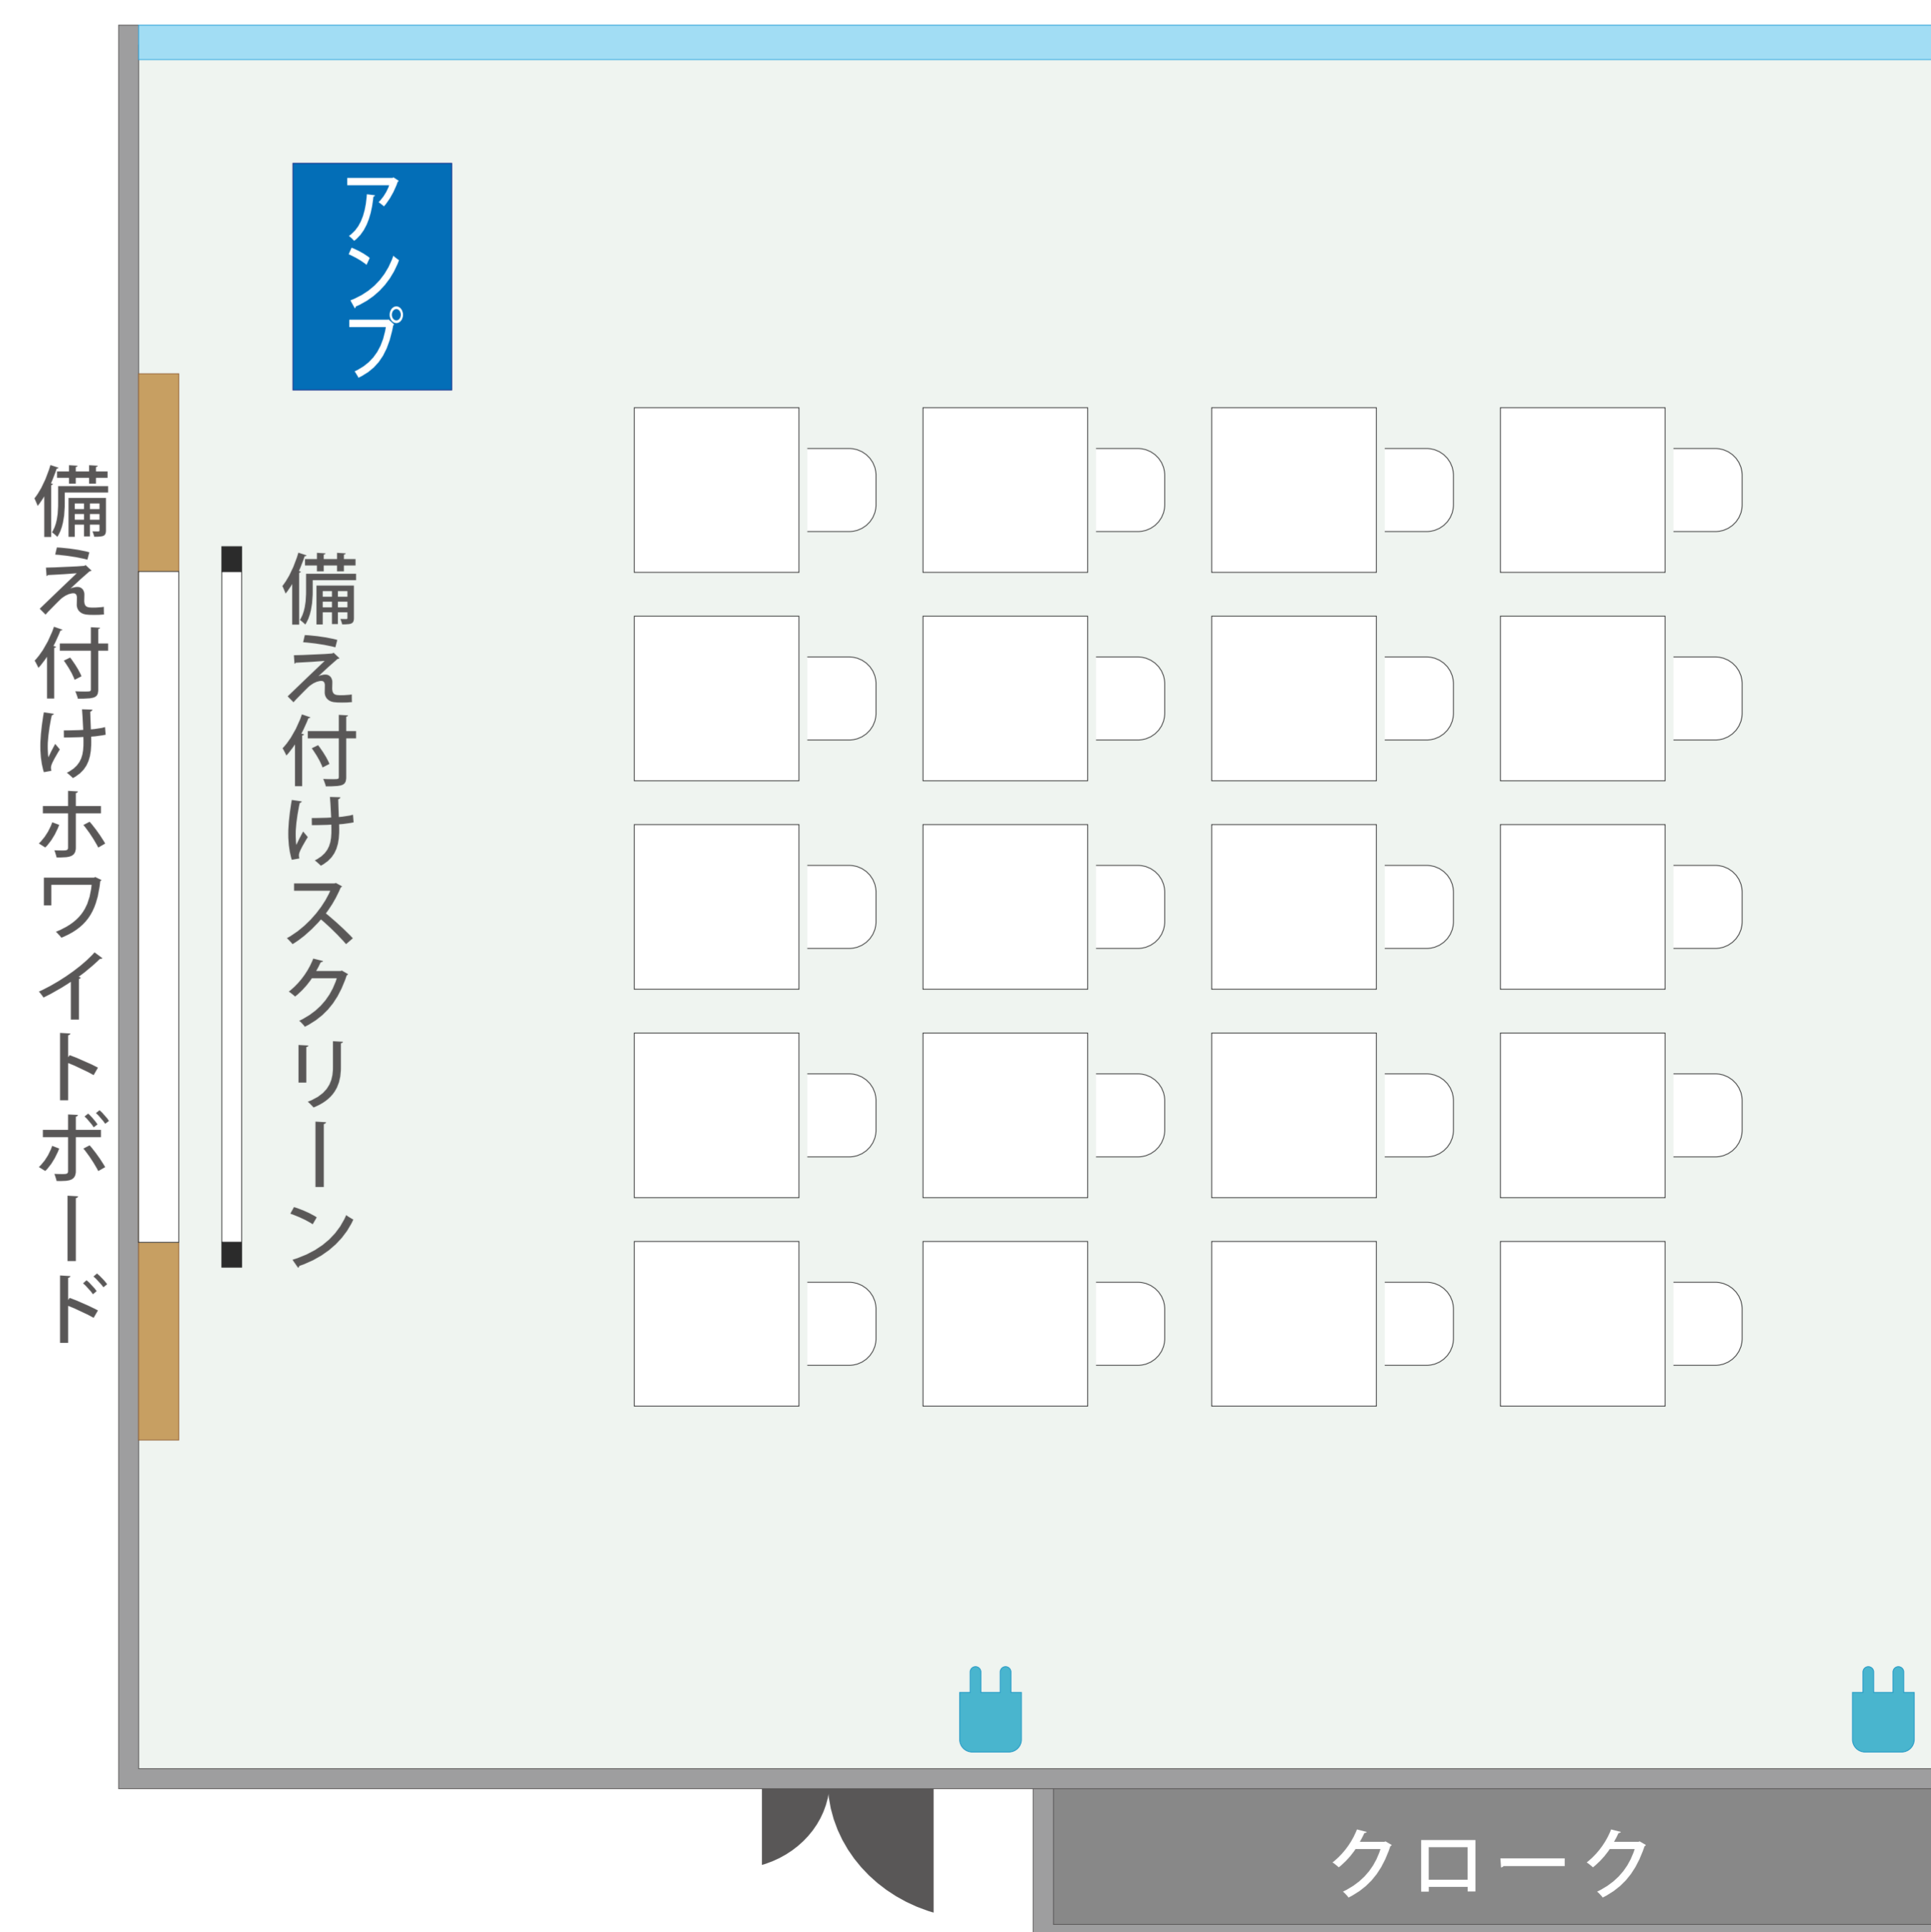 アンプ
備え付けスクリーン
備え付けホワイトボード
クローク